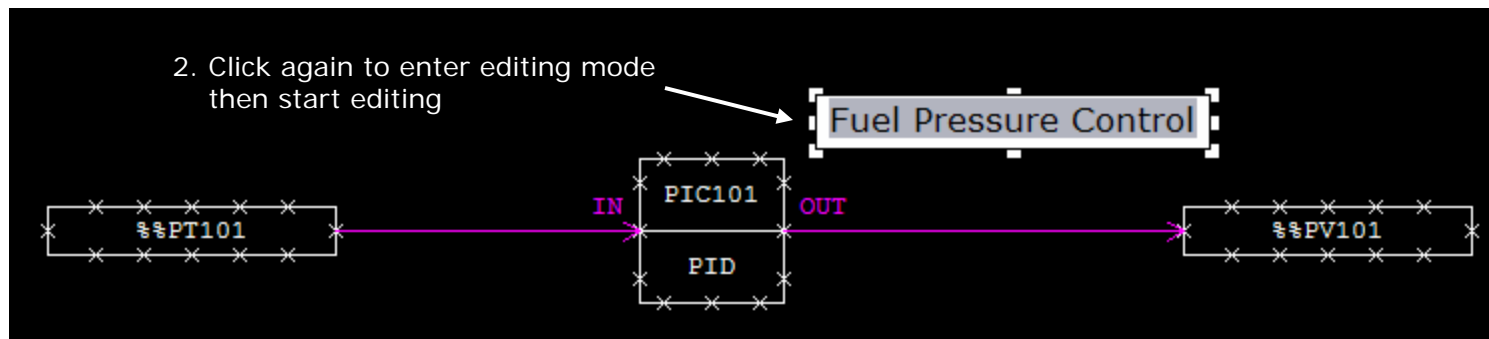 2. Click again to enter editing mode
then start editing
Fuel Pressure Control
IN
PIC101
OUT
%%PT101
%%PV101
PID